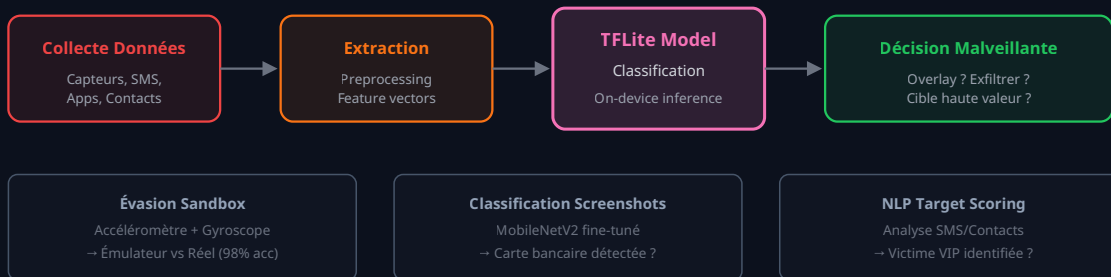 Collecte Données
Capteurs, SMS,
Apps, Contacts
Extraction
Preprocessing
Feature vectors
TFLite Model
Classification
On-device inference
Décision Malveillante
Overlay ? Exfiltrer ?
Cible haute valeur ?
Évasion Sandbox
Accéléromètre + Gyroscope
→ Émulateur vs Réel (98% acc)
Classification Screenshots
MobileNetV2 fine-tuné
→ Carte bancaire détectée ?
NLP Target Scoring
Analyse SMS/Contacts
→ Victime VIP identifiée ?